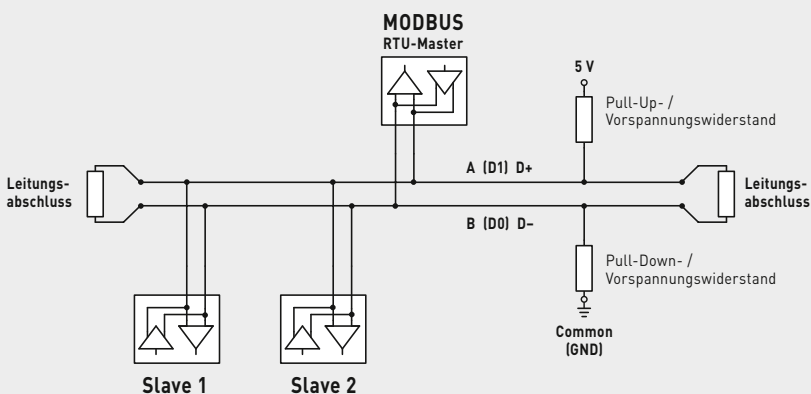 MODBUS
RTU-Master
5 V
Pull-Up- /
Vorspannungswiderstand
A (D1) D+
Leitungs-
abschluss
Leitungs-
abschluss
B (D0) D–
Pull-Down- /
Vorspannungswiderstand
Common
(GND)
Slave 1
Slave 2